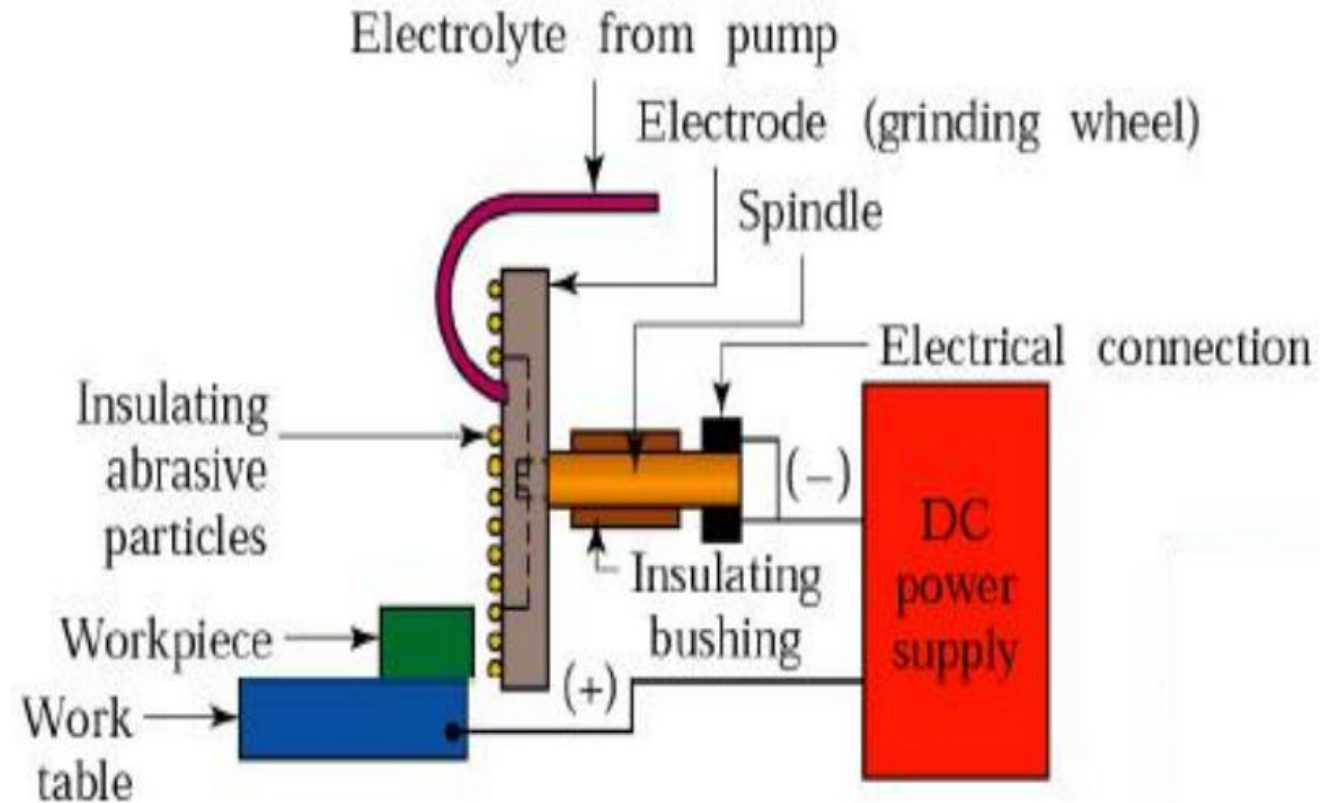 Electrolyte from pump
Electrode (grinding wheel)
Spindle
Electrical connection
Insulating
abrasive
particles
(−)
DC
power
supply
Insulating
bushing
Workpiece
(+)
Work
table